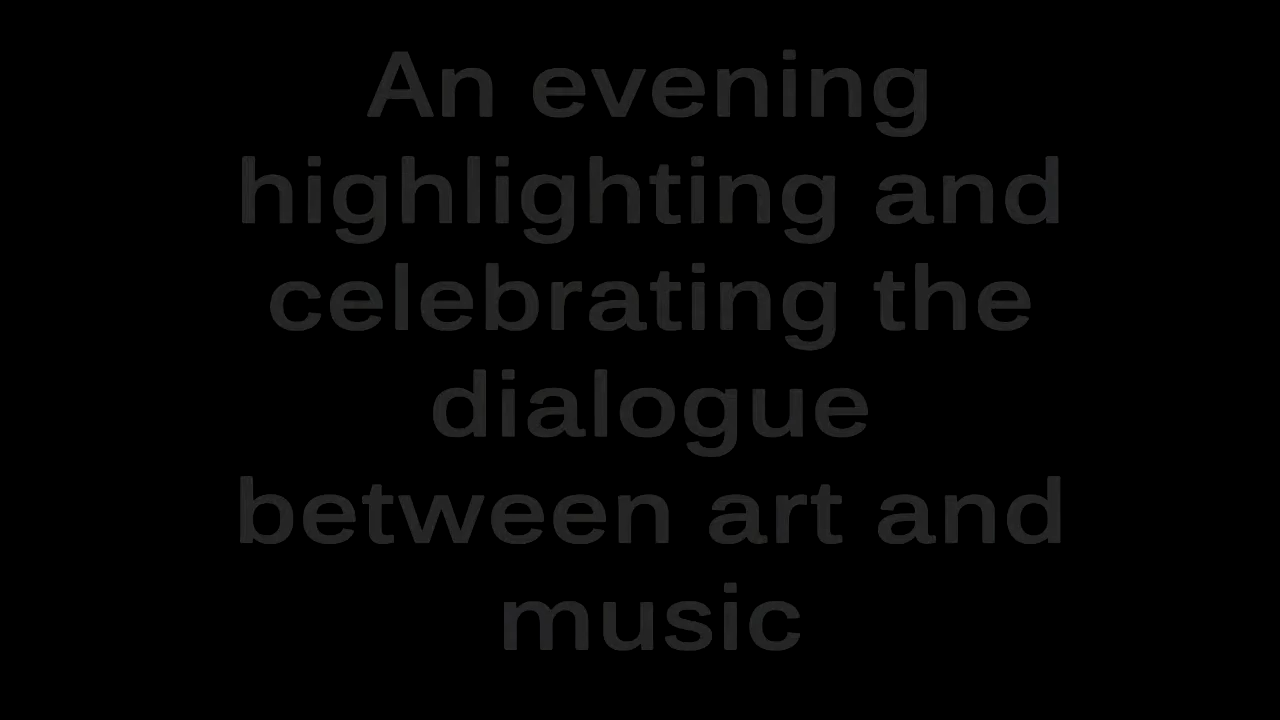 An evening
highlighting and
celebrating the
dialogue
between art and
music